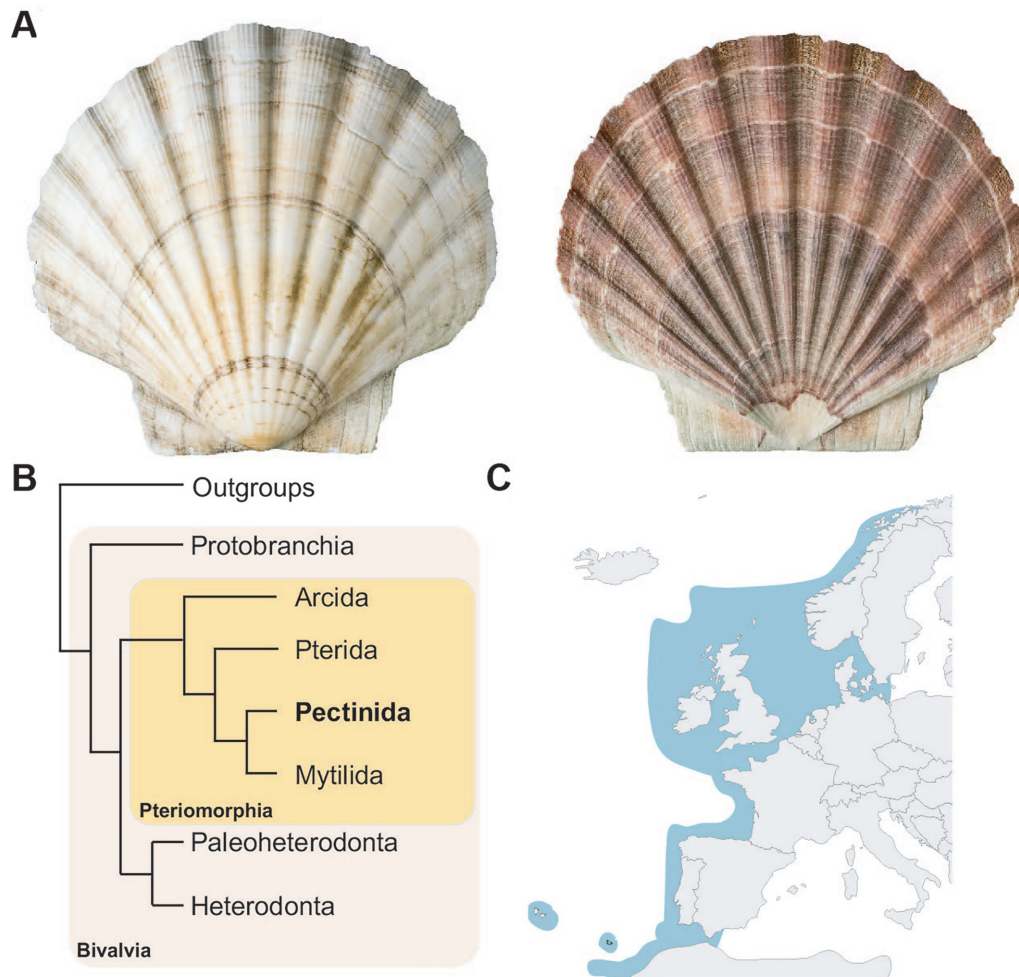 A
B
Outgroups
Protobranchia
Arcida
Pterida
Pectinida
Mytilida
Pteriomorphia
Paleoheterodonta
Heterodonta
Bivalvia
C